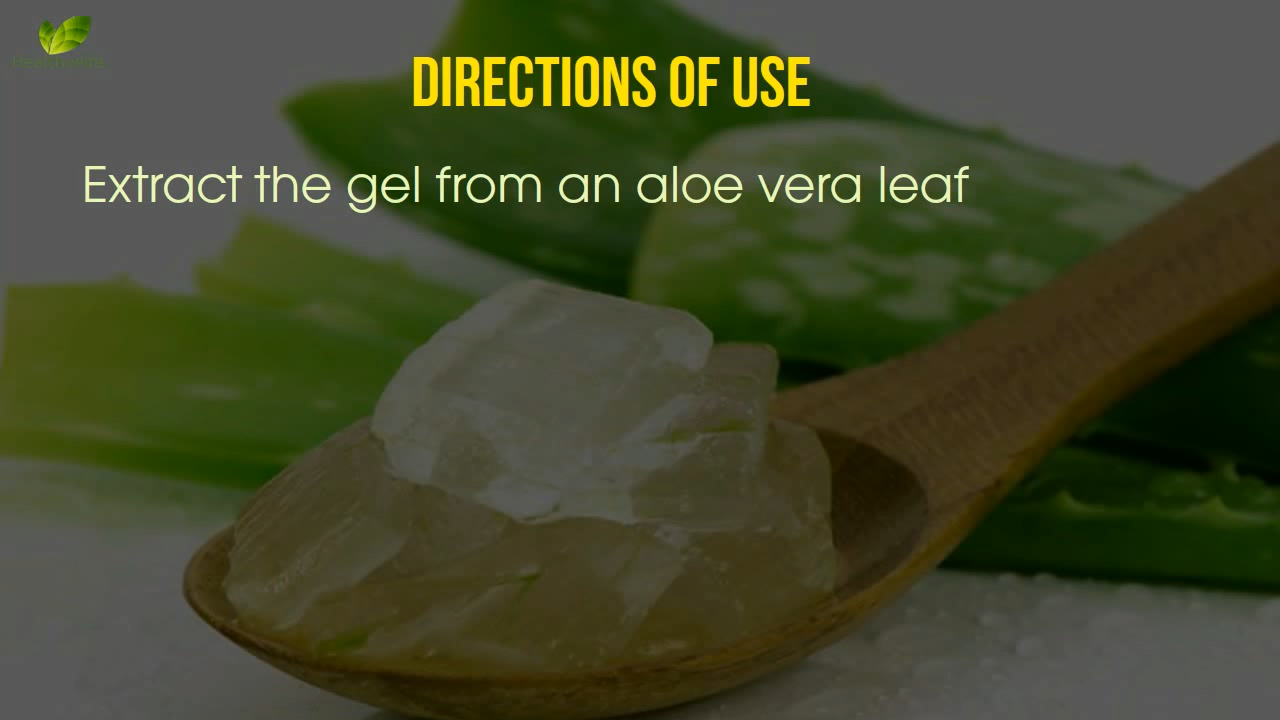 DIRECTIONS OF USE
Extract the gel from an aloe vera leaf